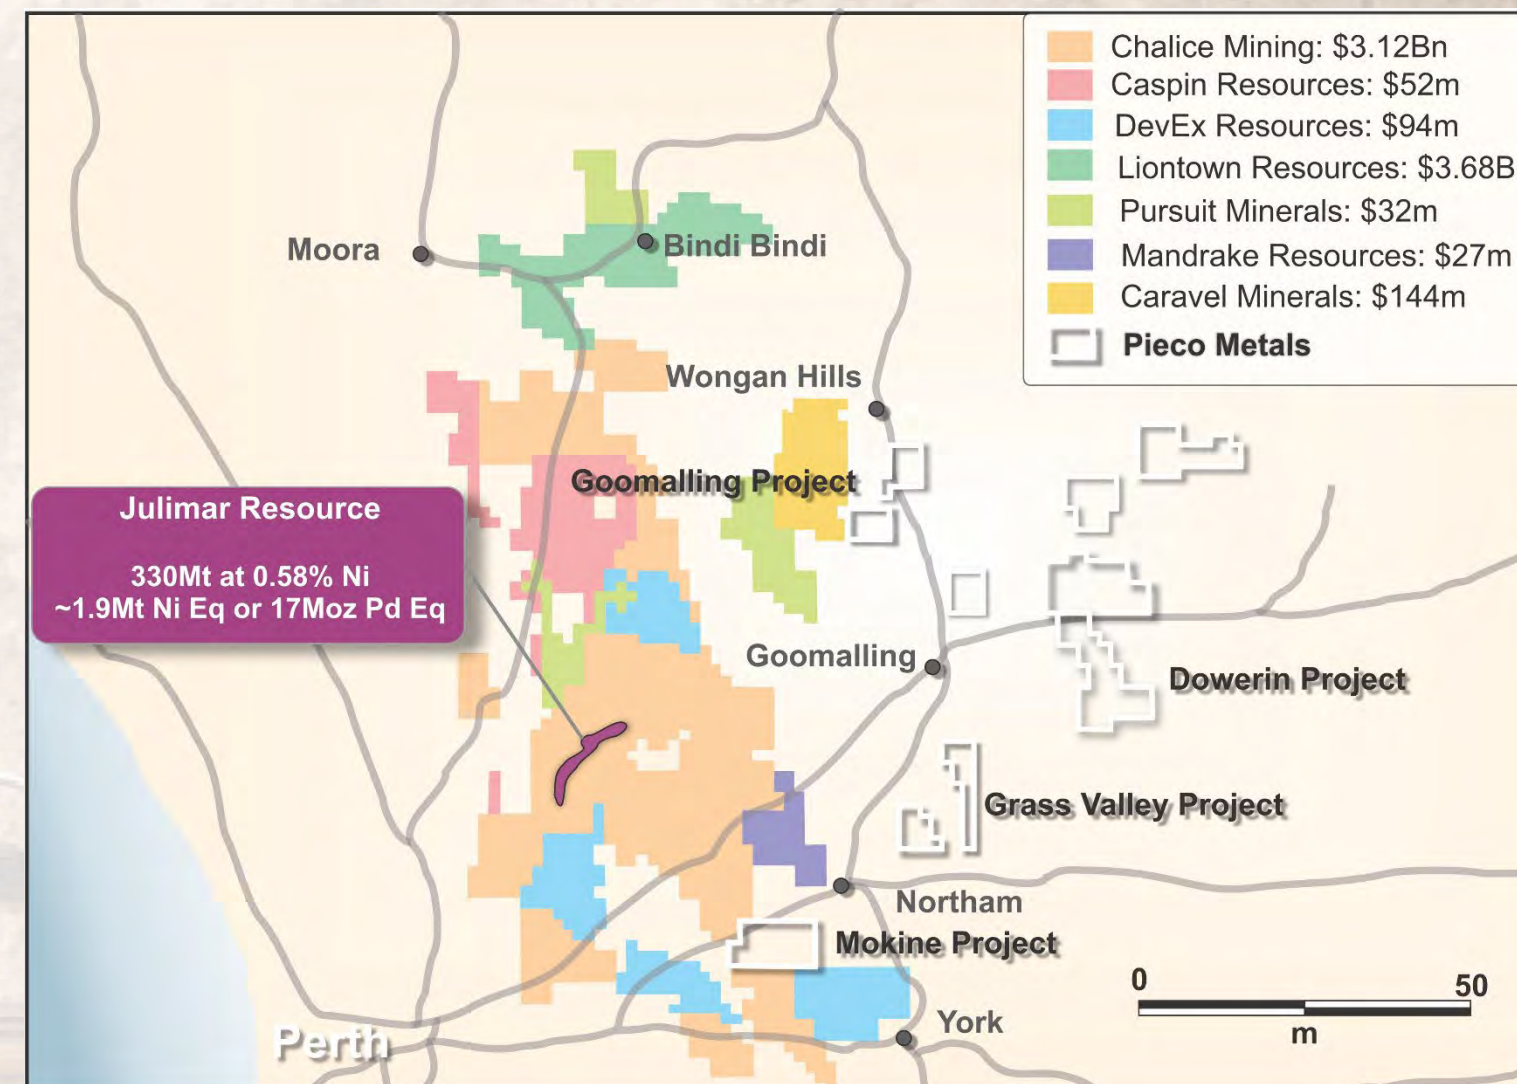 Chalice Mining: $3.12Bn
Caspin Resources: $52m
DevEx Resources: $94m
Liontown Resources: $3.68B
Pursuit Minerals: $32m
Mandrake Resources: $27m
Caravel Minerals: $144m
Pieco Metals
Moora
Bindi Bindi
Wongan Hills
Goomalling Project
Julimar Resource
330Mt at 0.58% Ni
~1.9Mt Ni Eq or 17Moz Pd Eq
Goomalling
Dowerin Project
Grass Valley Project
Northam
Mokine Project
0 50
m
York
Perth